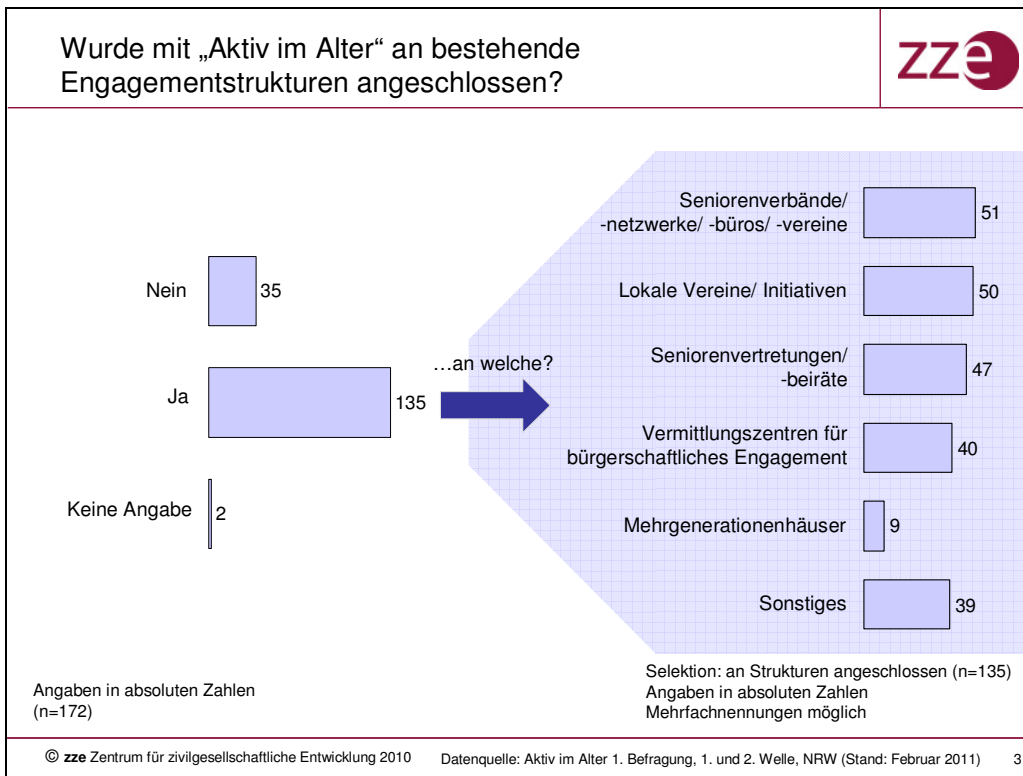 Wurde mit „Aktiv im Alter“ an bestehende
Engagementstrukturen angeschlossen?
zze
Nein
35
Ja
135
Keine Angabe
2
…an welche?
Seniorenverbände/
-netzwerke/ -büros/ -vereine
51
Lokale Vereine/ Initiativen
50
Seniorenvertretungen/
-beiräte
47
Vermittlungszentren für
bürgerschaftliches Engagement
40
Mehrgenerationenhäuser
9
Sonstiges
39
Angaben in absoluten Zahlen
(n=172)
Selektion: an Strukturen angeschlossen (n=135)
Angaben in absoluten Zahlen
Mehrfachnennungen möglich
© zze Zentrum für zivilgesellschaftliche Entwicklung 2010
Datenquelle: Aktiv im Alter 1. Befragung, 1. und 2. Welle, NRW (Stand: Februar 2011)
3